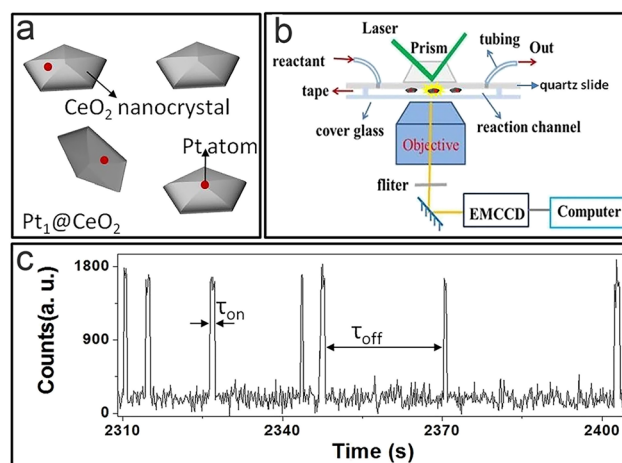 a
CeO2 nanocrystal
Pt atom
Pt1@CeO2
b
Laser
Prism
tubing
Out
reactant
quartz slide
tape
cover glass
reaction channel
Objective
fliter
EMCCD
Computer
c
Counts(a. u.)
1800
900
0
τon
τoff
2310
2340
2370
2400
Time (s)